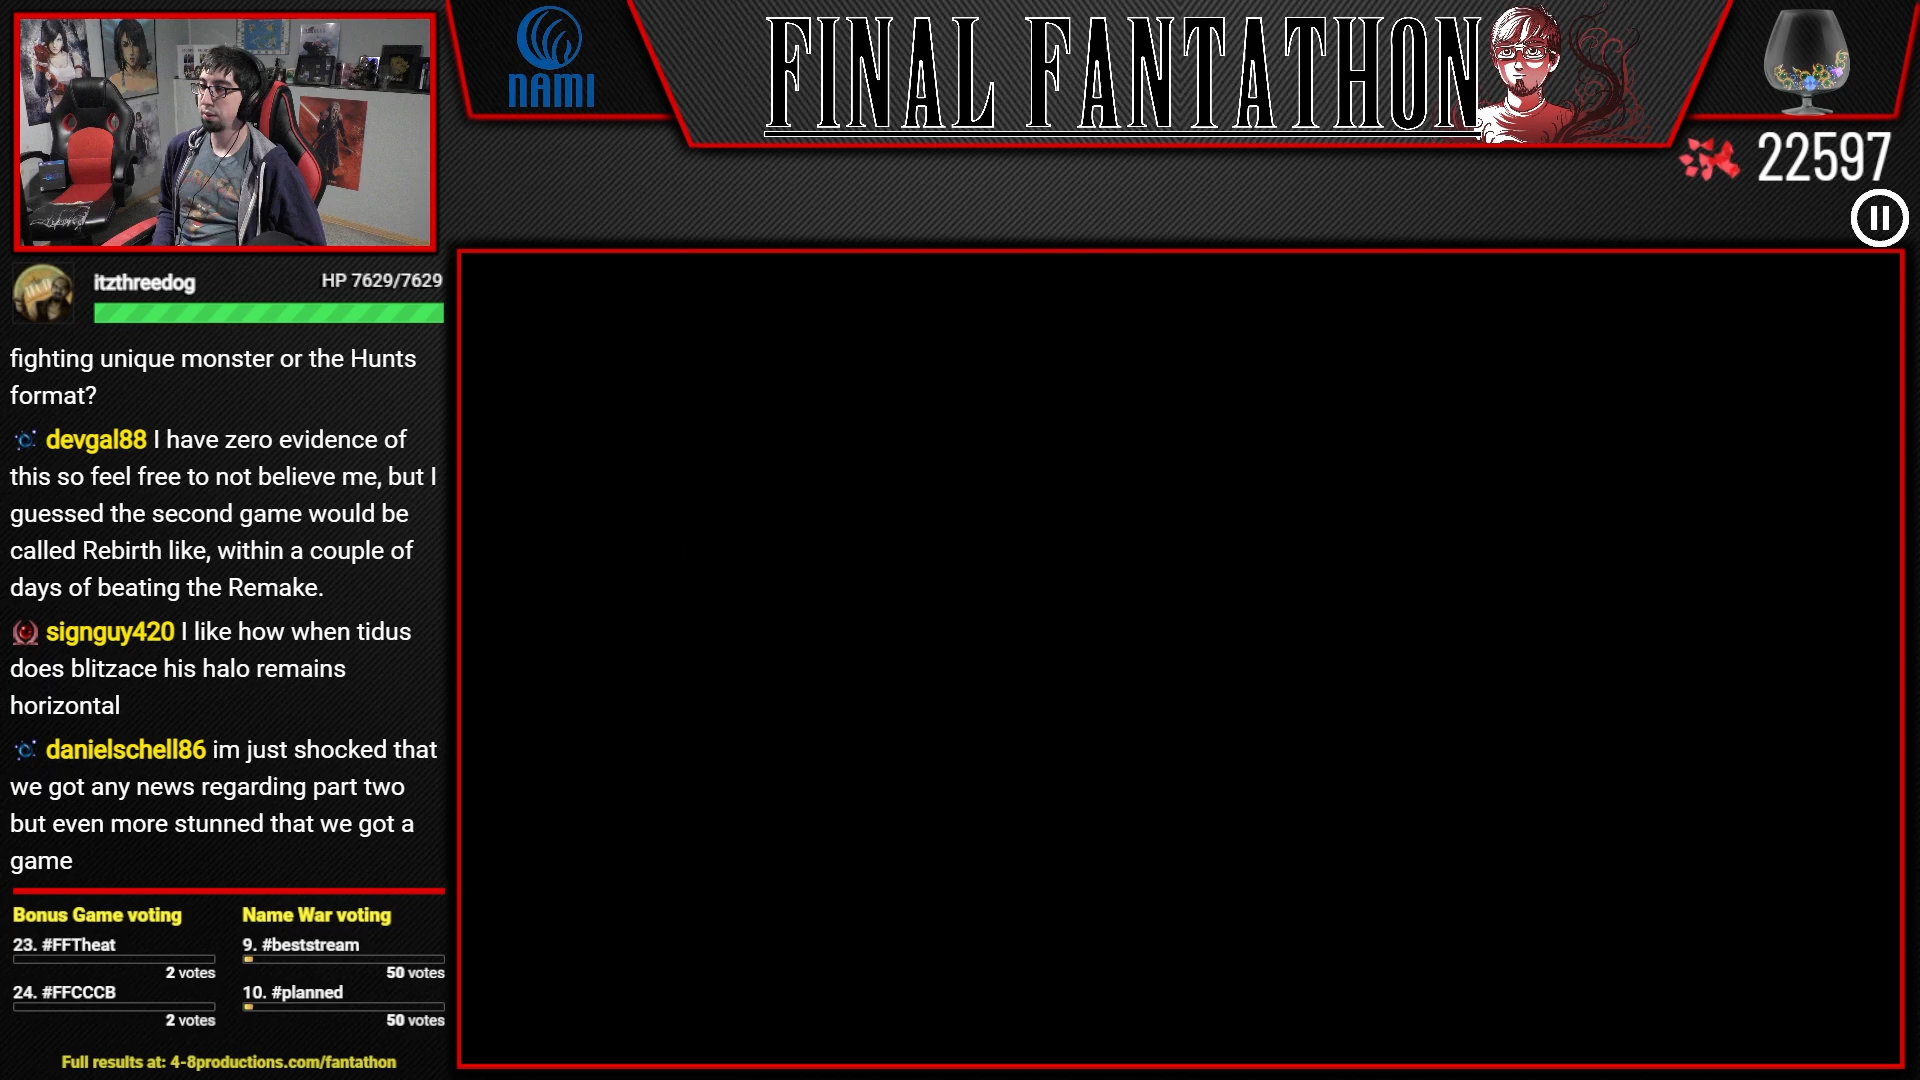 NAMI
FINAL FANTATHON
22597
itzthreedog
HP 7629/7629
fighting unique monster or the Hunts
format?
devgal88 I have zero evidence of
this so feel free to not believe me, but I
guessed the second game would be
called Rebirth like, within a couple of
days of beating the Remake.
signguy420 I like how when tidus
does blitzace his halo remains
horizontal
danielschell86 im just shocked that
we got any news regarding part two
but even more stunned that we got a
game
Bonus Game voting
23. #FFTheat
2 votes
24. #FFCCCB
2 votes
Name War voting
9. #beststream
50 votes
10. #planned
50 votes
Full results at: 4-8productions.com/fantathon